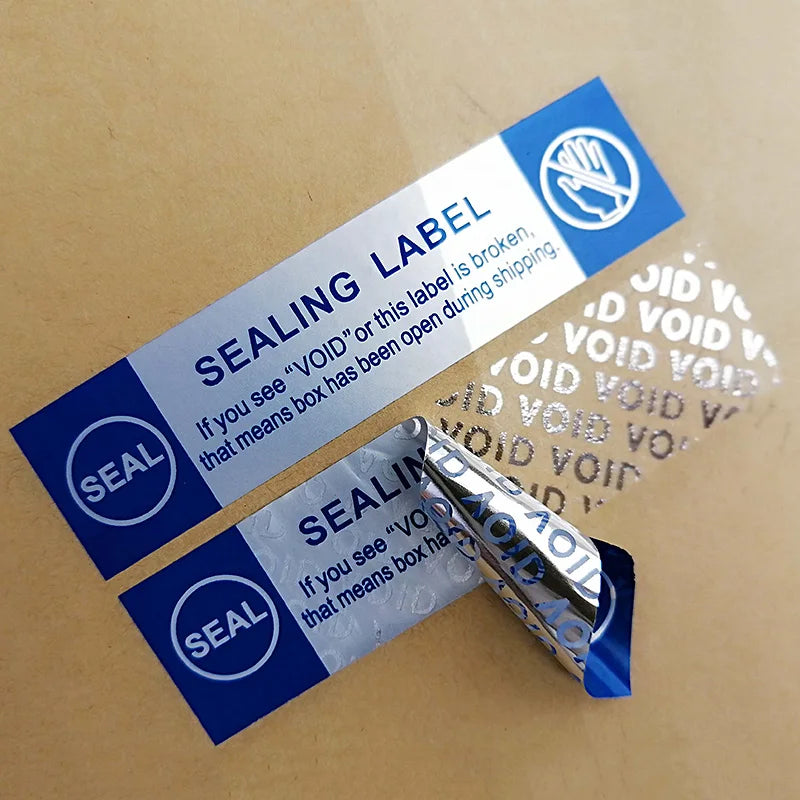 SEAL
SEALING LABEL
If you see “VOID” or this label is broken,
that means box has been open during shipping.
VOID
VOID VOID
VOID VOID
VOID VOID
VOID VOID
SEAL
SEALIN
If you see “VO
that means box ha
VOID
VOID
VOID